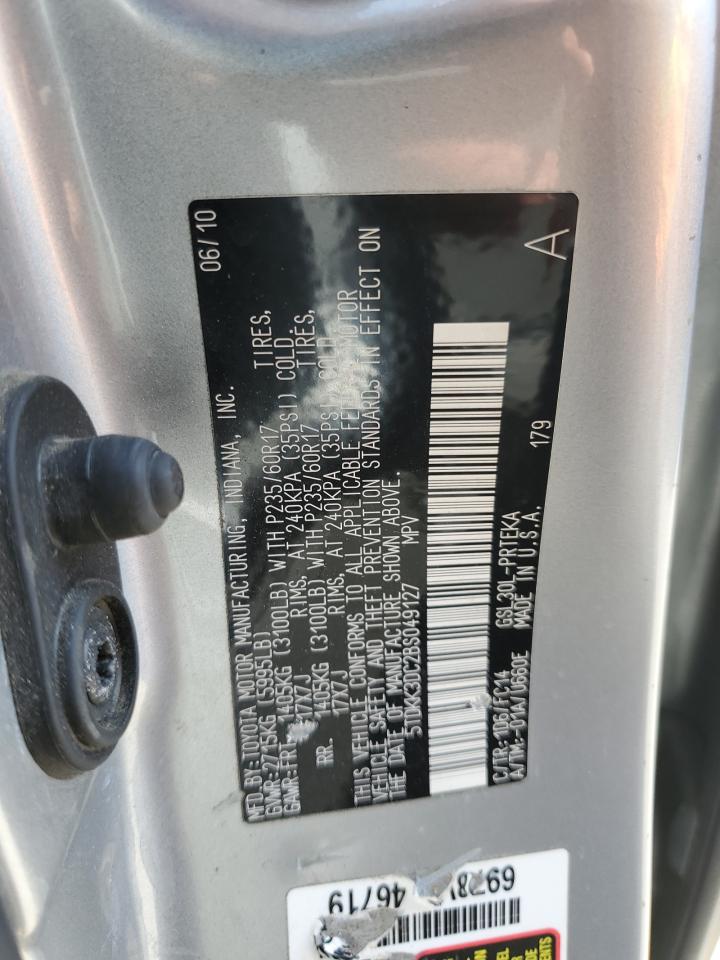 MFD BY: TOYOTA MOTOR MANUFACTURING, INDIANA, INC. 06/10
GVWR:2715KG (5995LB)
GAWR:FRT. 1405KG (3100LB) WITH P235/60R17 TIRES,
17X7J RIMS, AT 240KPA (35PSI) COLD.
RR. 1405KG (3100LB) WITH P235/60R17 TIRES,
17X7J RIMS, AT 240KPA (35PSI) COLD.
THIS VEHICLE CONFORMS TO ALL APPLICABLE FEDERAL MOTOR
VEHICLE SAFETY AND THEFT PREVENTION STANDARDS IN EFFECT ON
THE DATE OF MANUFACTURE SHOWN ABOVE.
5TDKK3DC2BS049127 MPV
C/TR:1D6/FC14 GSL30L-PRTEKA
A/TM:-01A/U660E MADE IN U.S.A. 179 A
46719